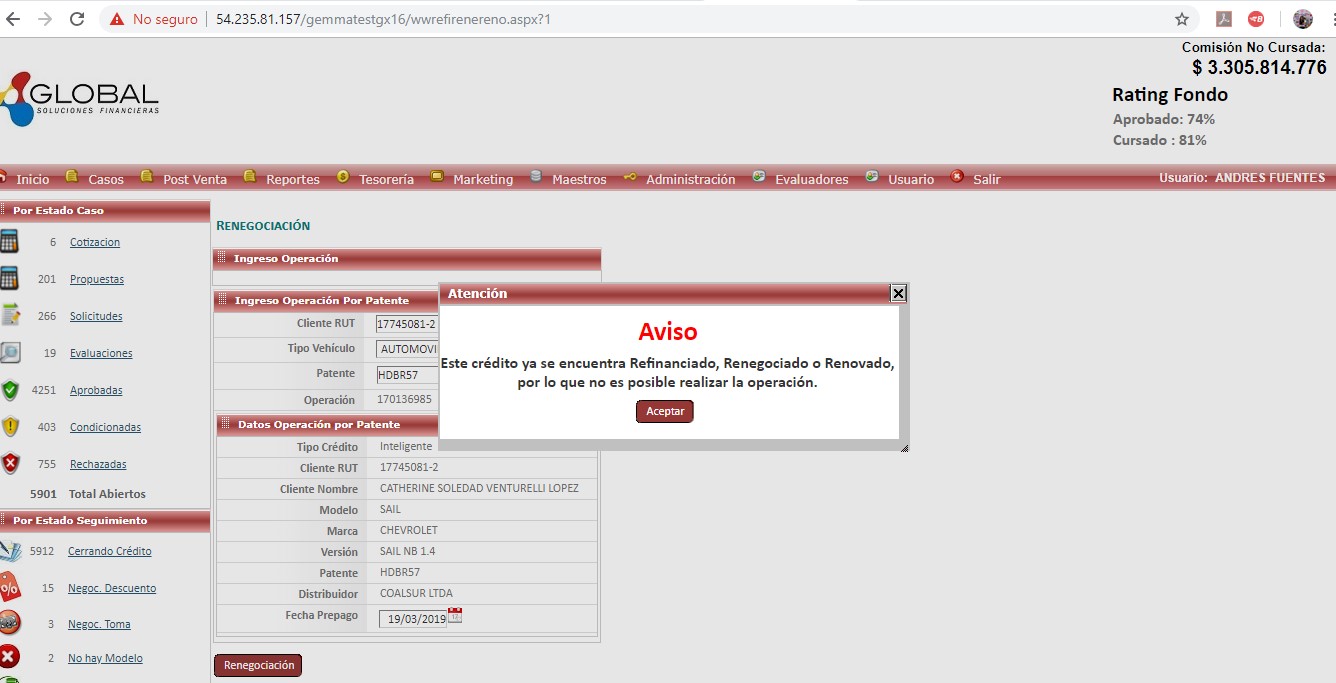 No seguro
54.235.81.157/gemmatestgx16/wwrefirenereno.aspx?1
Comisión No Cursada:
$ 3.305.814.776
Rating Fondo
Aprobado: 74%
Cursado : 81%
GLOBAL
SOLUCIONES FINANCIERAS
Inicio Casos Post Venta Reportes Tesorería Marketing Maestros Administración Evaluadores Usuario Salir Usuario: ANDRES FUENTES
Por Estado Caso
6 Cotizacion
201 Propuestas
266 Solicitudes
19 Evaluaciones
4251 Aprobadas
403 Condicionadas
755 Rechazadas
5901 Total Abiertos
Por Estado Seguimiento
5912 Cerrando Crédito
15 Negoc. Descuento
3 Negoc. Toma
2 No hay Modelo
RENEGOCIACIÓN
Ingreso Operación
Ingreso Operación Por Patente
Cliente RUT 17745081-2
Tipo Vehículo AUTOMOVI
Patente HDBR57
Operación 170136985
Datos Operación por Patente
Tipo Crédito Inteligente
Cliente RUT 17745081-2
Cliente Nombre CATHERINE SOLEDAD VENTURELLI LOPEZ
Modelo SAIL
Marca CHEVROLET
Versión SAIL NB 1.4
Patente HDBR57
Distribuidor COALSUR LTDA
Fecha Prepago 19/03/2019
Renegociación
Atención
Aviso
Este crédito ya se encuentra Refinanciado, Renegociado o Renovado,
por lo que no es posible realizar la operación.
Aceptar